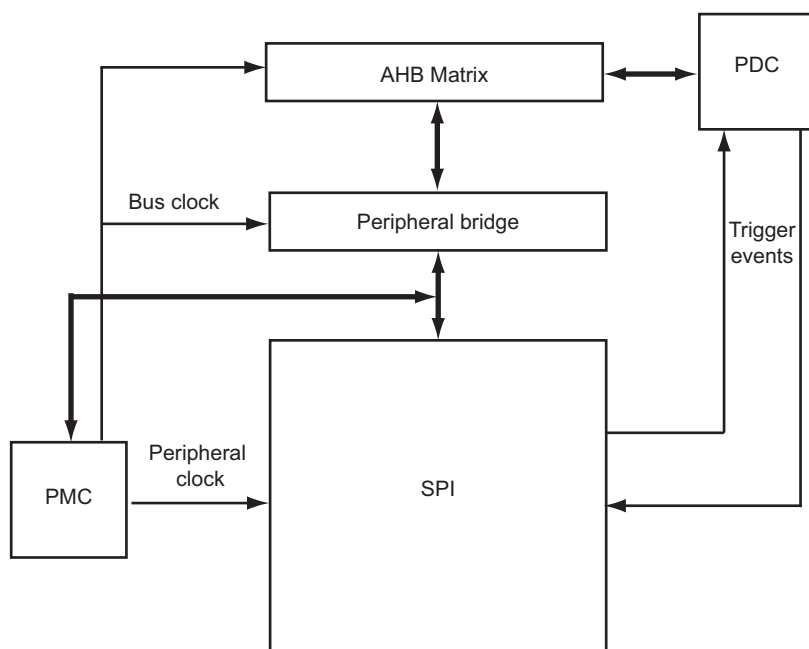 AHB Matrix
PDC
Bus clock
Peripheral bridge
Trigger
events
Peripheral
clock
PMC
SPI